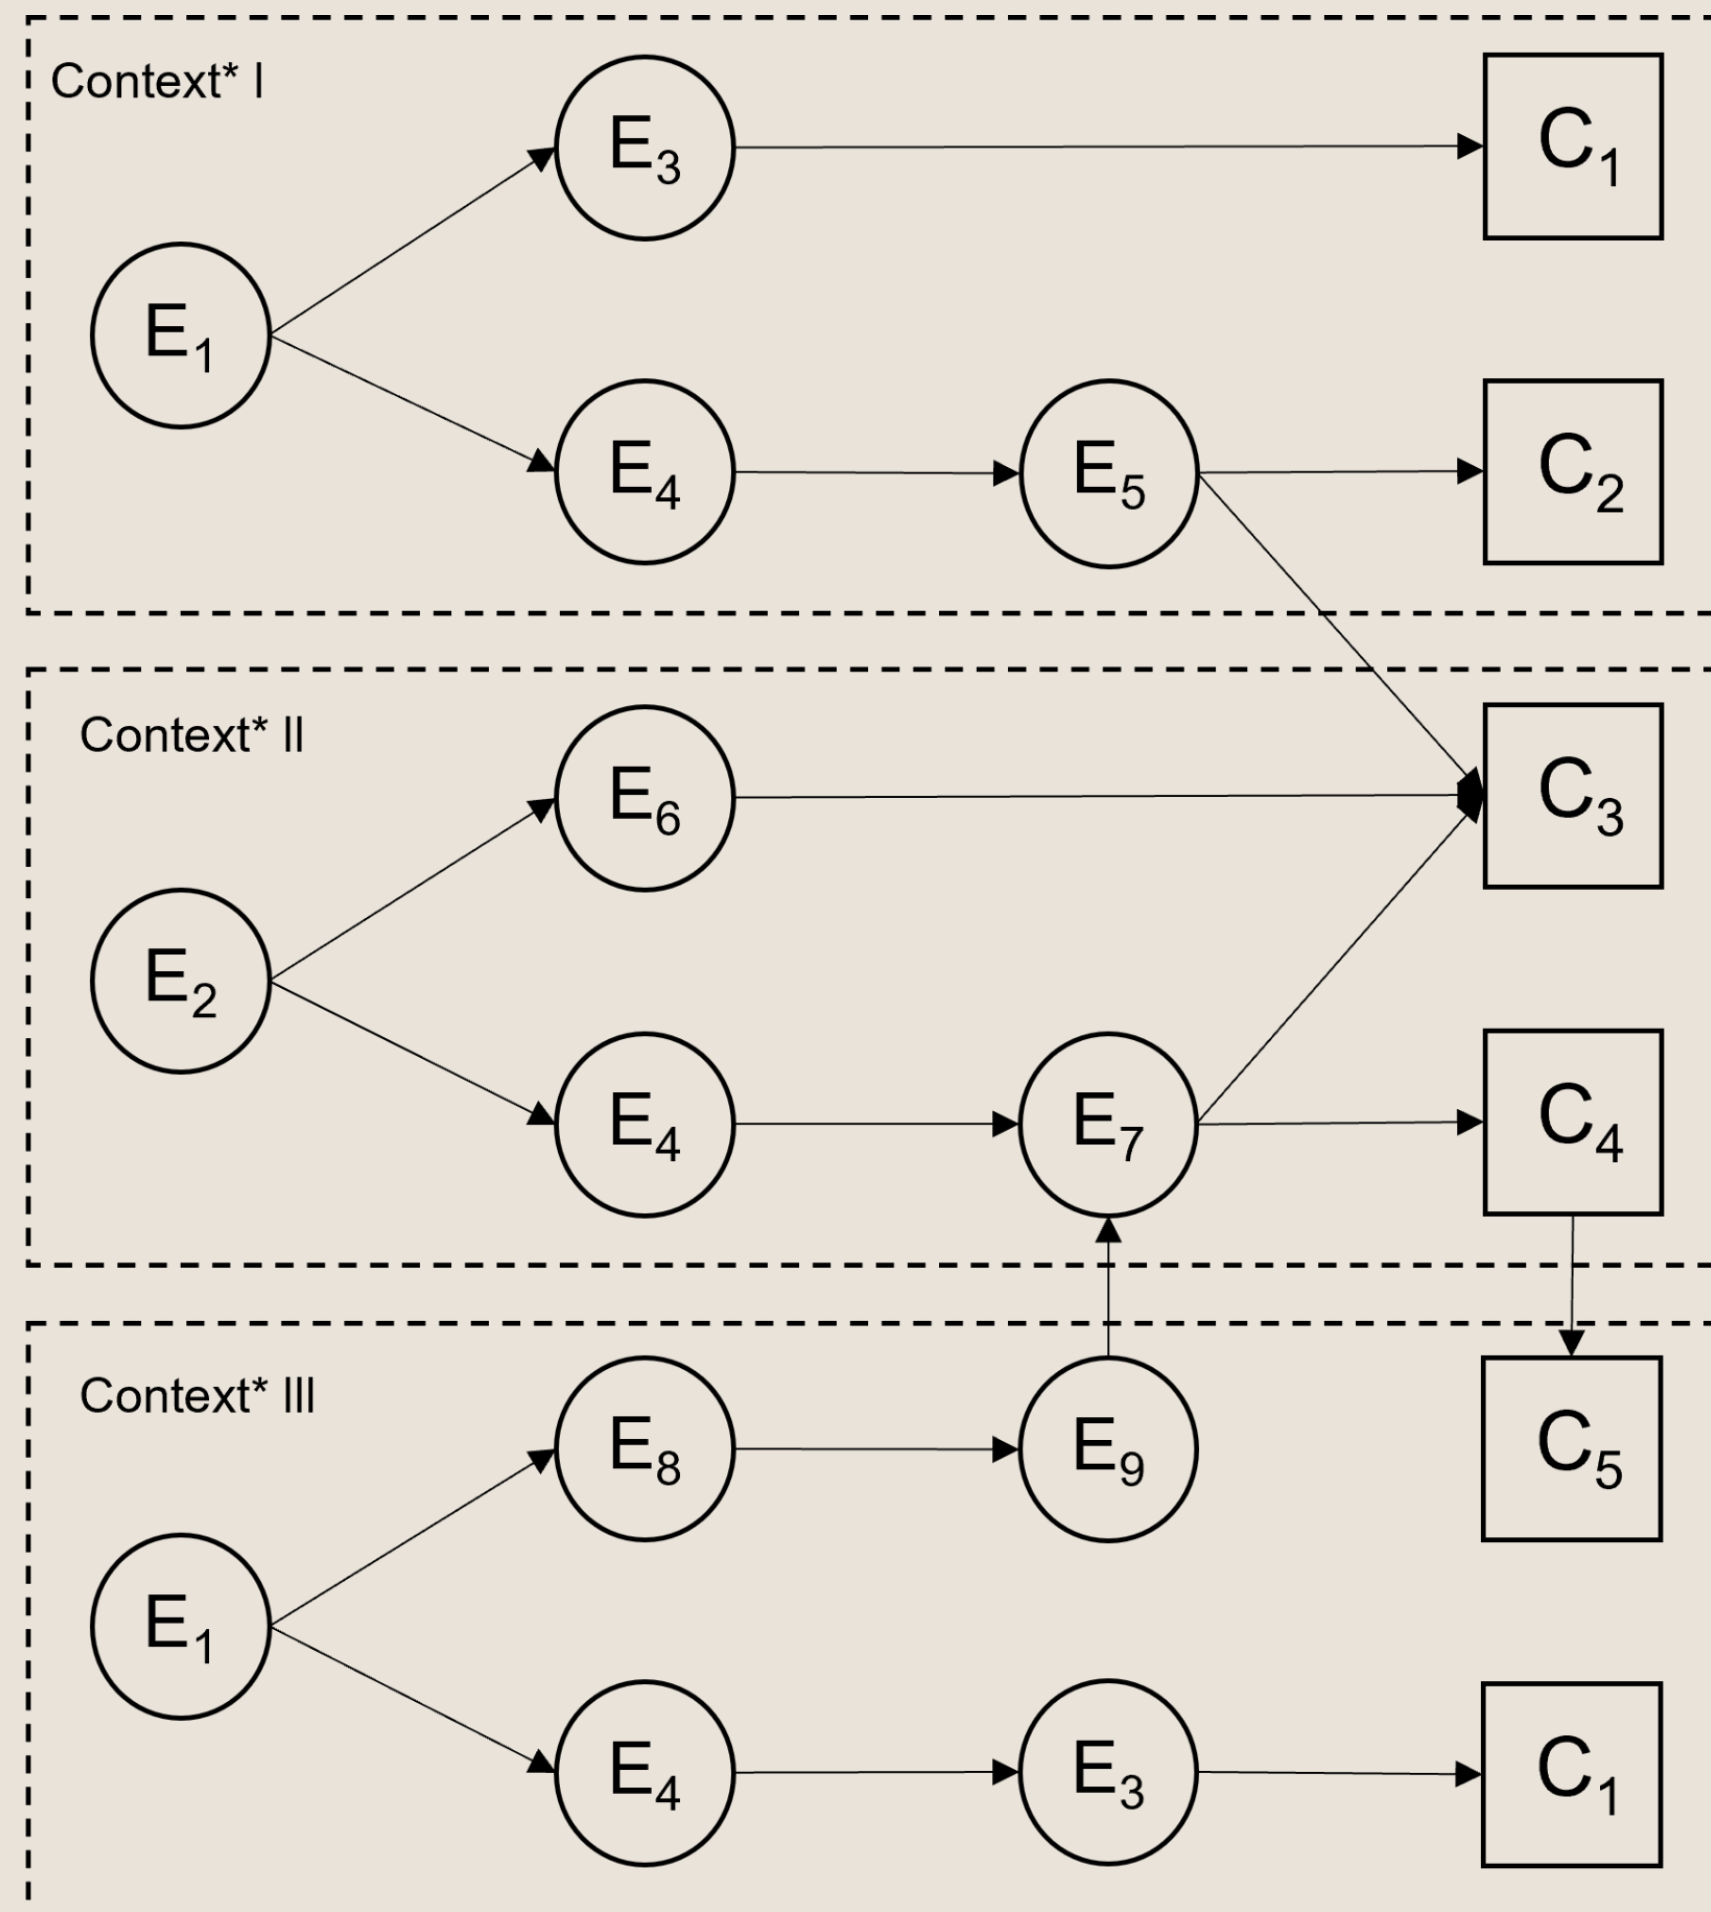 Context* I
E3
C1
E1
E4
E5
C2
Context* II
E6
C3
E2
E4
E7
C4
Context* III
E8
E9
C5
E1
E4
E3
C1